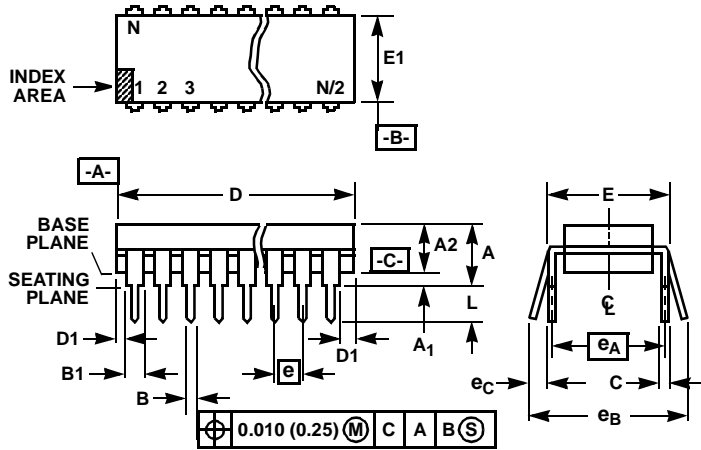 N
INDEX
AREA
1 2 3 N/2
E1
-B-
-A-
D
E
BASE
PLANE
A2
A
-C-
SEATING
PLANE
L
℄
D1
A1
D1
B1
e
eA
B
eC
C
eB
⌖ 0.010 (0.25) Ⓜ C A B Ⓢ